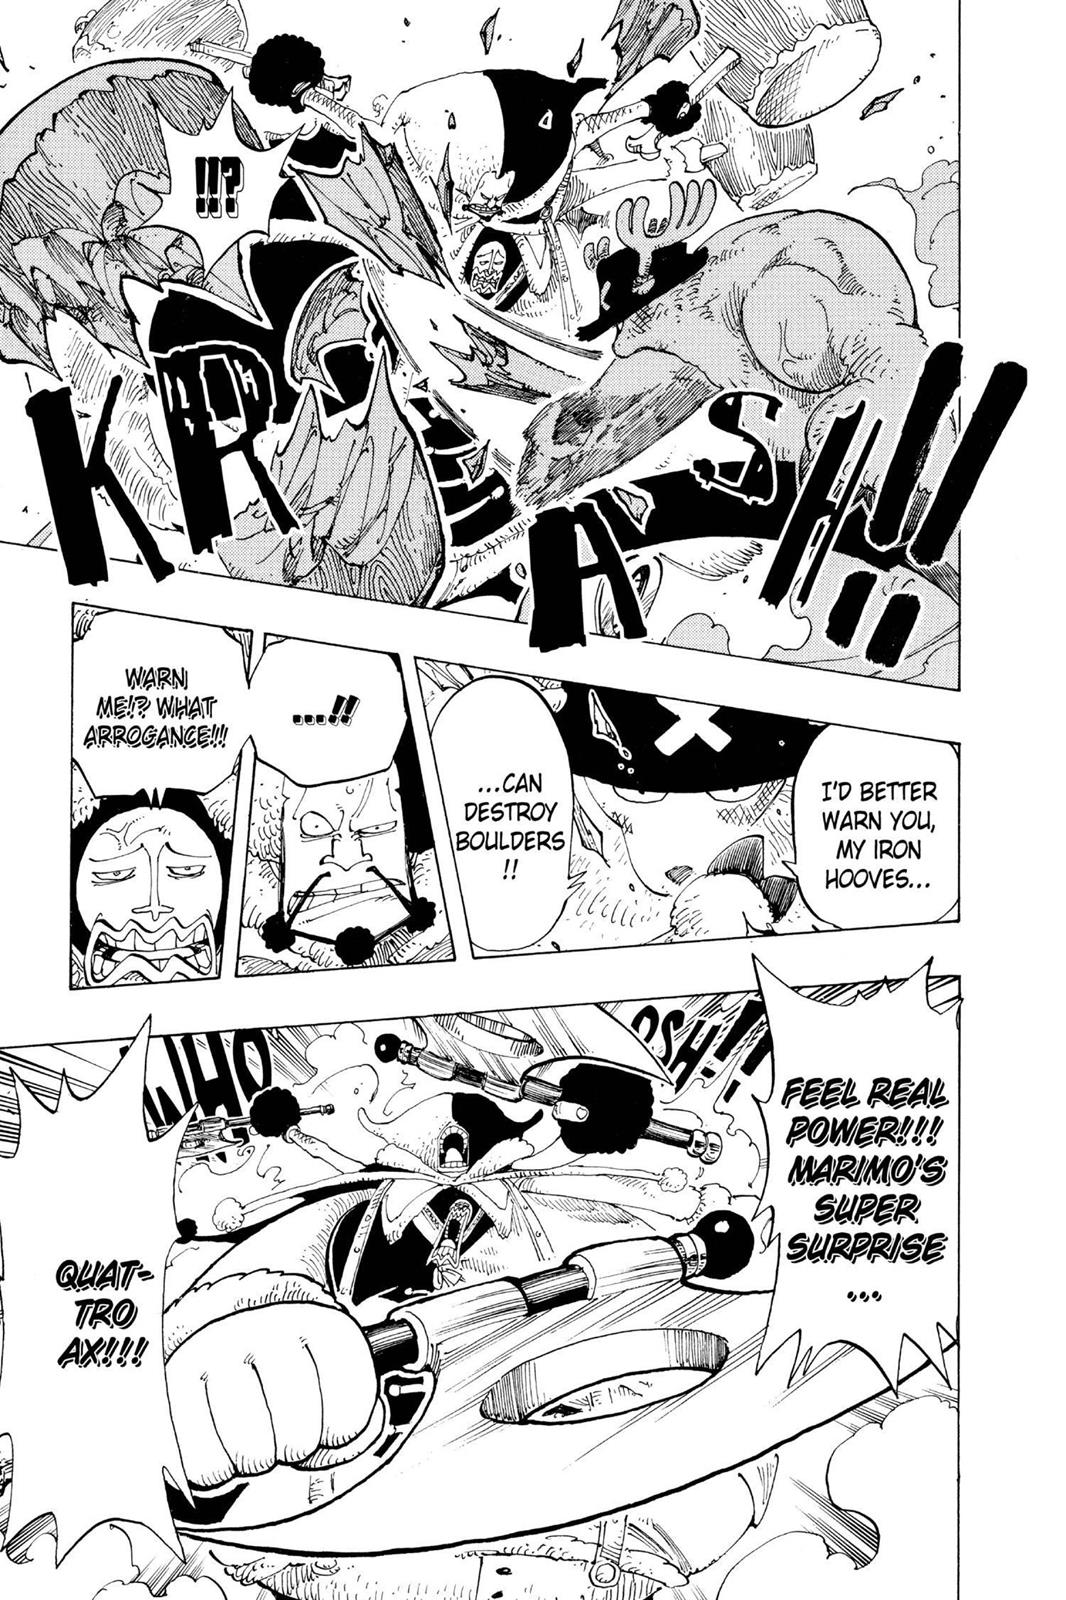 !!?
KRASH!!!
I'D BETTER
WARN YOU,
MY IRON
HOOVES...
...CAN
DESTROY
BOULDERS
!!
...!!
WARN
ME!? WHAT
ARROGANCE!!
WHOOSH!!
FEEL REAL
POWER!!!
MARIMO'S
SUPER
SURPRISE
...
QUAT-
TRO
AX!!!